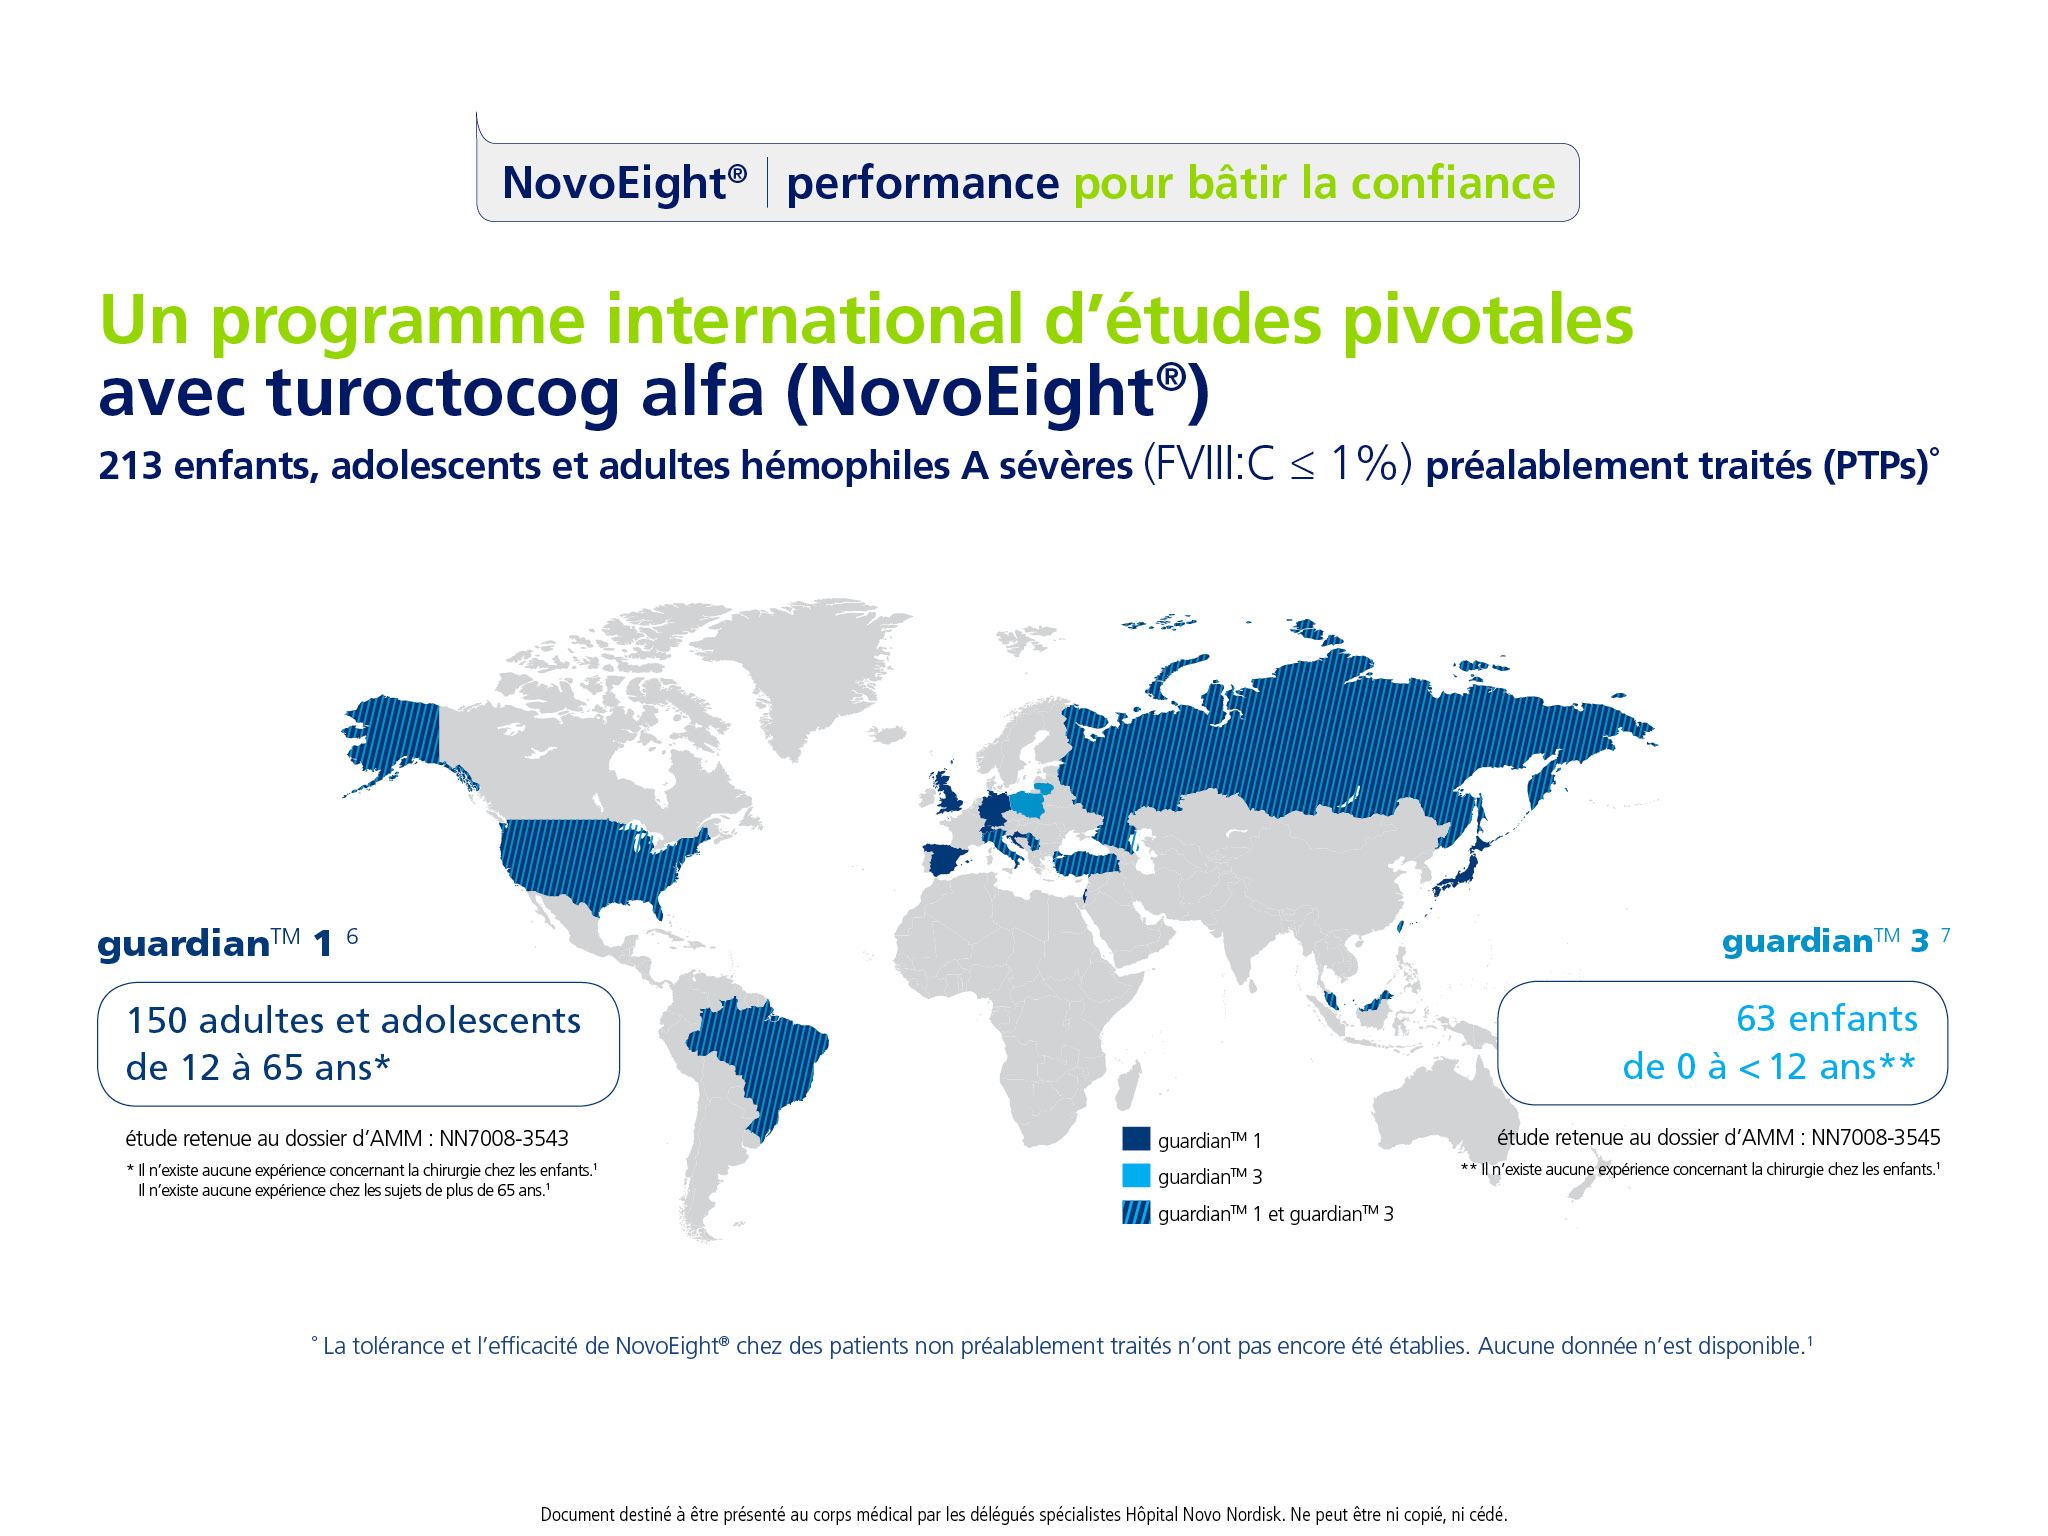 NovoEight® | performance pour bâtir la confiance
Un programme international d’études pivotales
avec turoctocog alfa (NovoEight®)
213 enfants, adolescents et adultes hémophiles A sévères (FVIII:C ≤ 1%) préalablement traités (PTPs)°
guardian™ 1 6
150 adultes et adolescents
de 12 à 65 ans*
étude retenue au dossier d’AMM : NN7008-3543
* Il n’existe aucune expérience concernant la chirurgie chez les enfants.¹
Il n’existe aucune expérience chez les sujets de plus de 65 ans.¹
guardian™ 3 7
63 enfants
de 0 à < 12 ans**
étude retenue au dossier d’AMM : NN7008-3545
** Il n’existe aucune expérience concernant la chirurgie chez les enfants.¹
guardian™ 1
guardian™ 3
guardian™ 1 et guardian™ 3
° La tolérance et l’efficacité de NovoEight® chez des patients non préalablement traités n’ont pas encore été établies. Aucune donnée n’est disponible.¹
Document destiné à être présenté au corps médical par les délégués spécialistes Hôpital Novo Nordisk. Ne peut être ni copié, ni cédé.